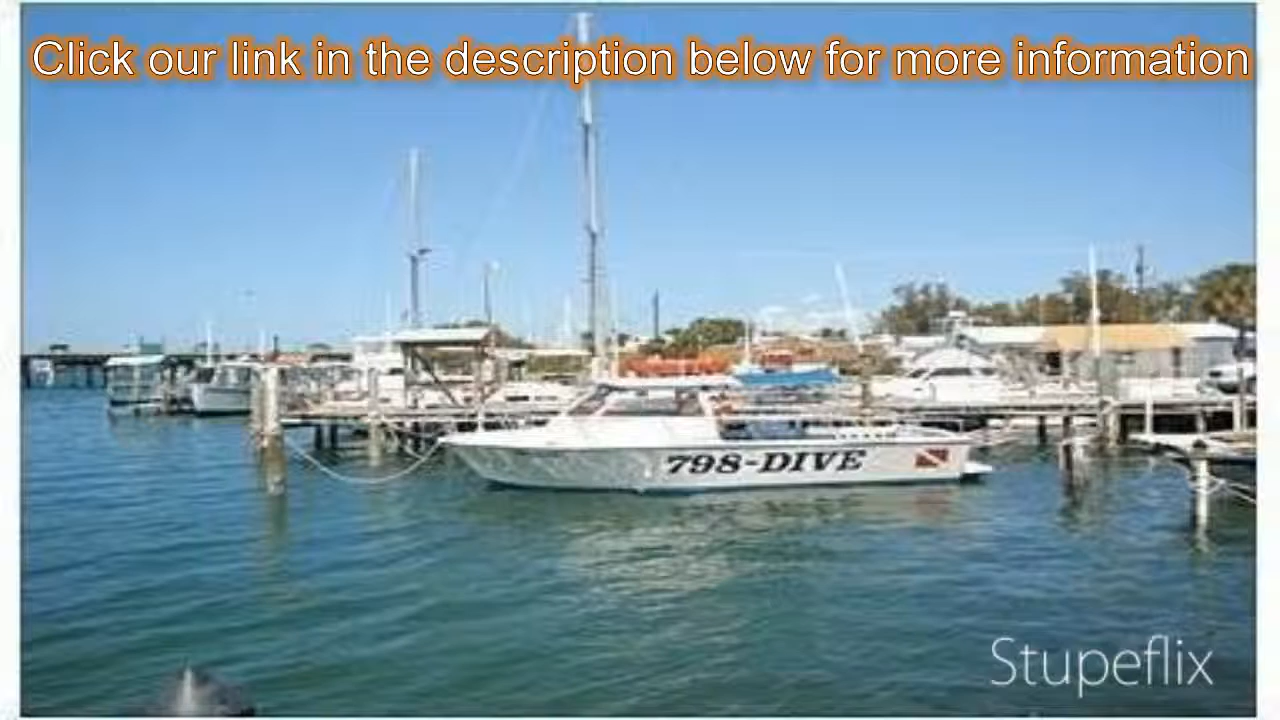 Click our link in the description below for more information
798-DIVE
Stupeflix